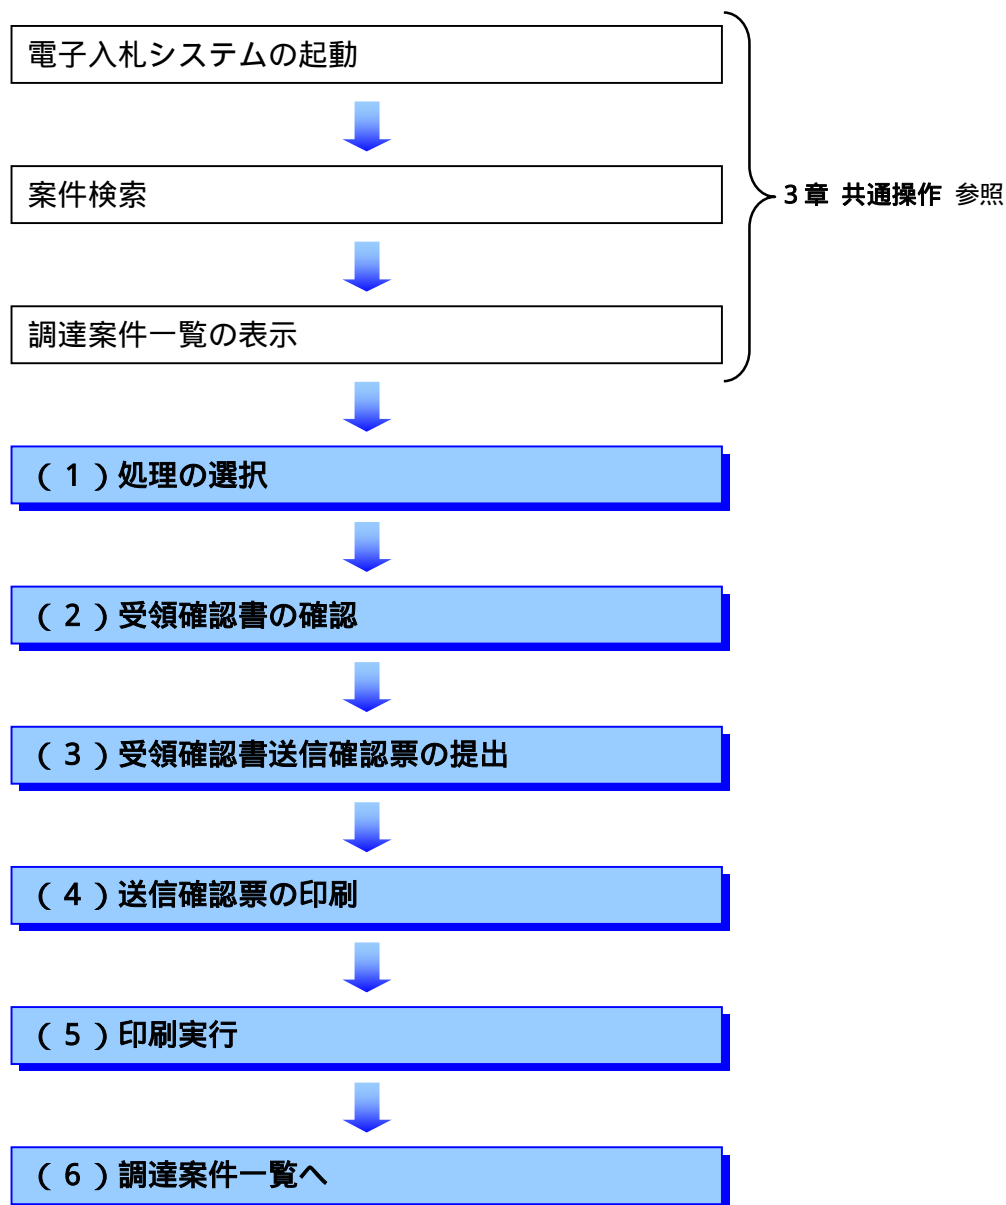 電子入札システムの起動
案件検索
3章 共通操作 参照
調達案件一覧の表示
（1）処理の選択
（2）受領確認書の確認
（3）受領確認書送信確認票の提出
（4）送信確認票の印刷
（5）印刷実行
（6）調達案件一覧へ